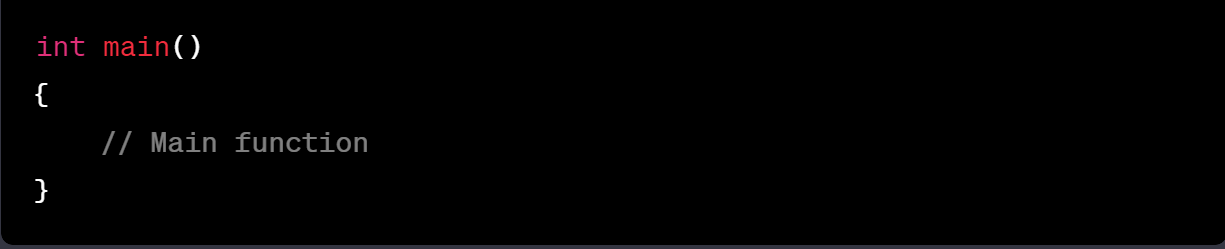 int main()
{
    // Main function
}